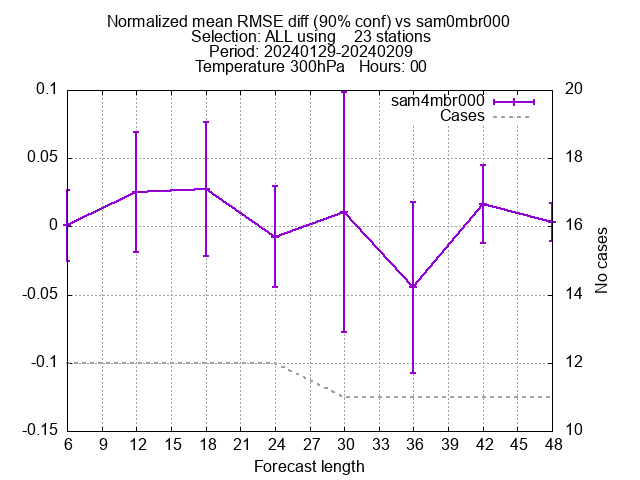 Normalized mean RMSE diff (90% conf) vs sam0mbr000
Selection: ALL using    23 stations
Period: 20240129-20240209
Temperature 300hPa   Hours: 00
sam4mbr000
Cases
0.1
0.05
0
-0.05
-0.1
-0.15
20
18
16
14
12
10
No cases
6 12 15 18 21 24 27 30 33 36 39 42 45 48
Forecast length